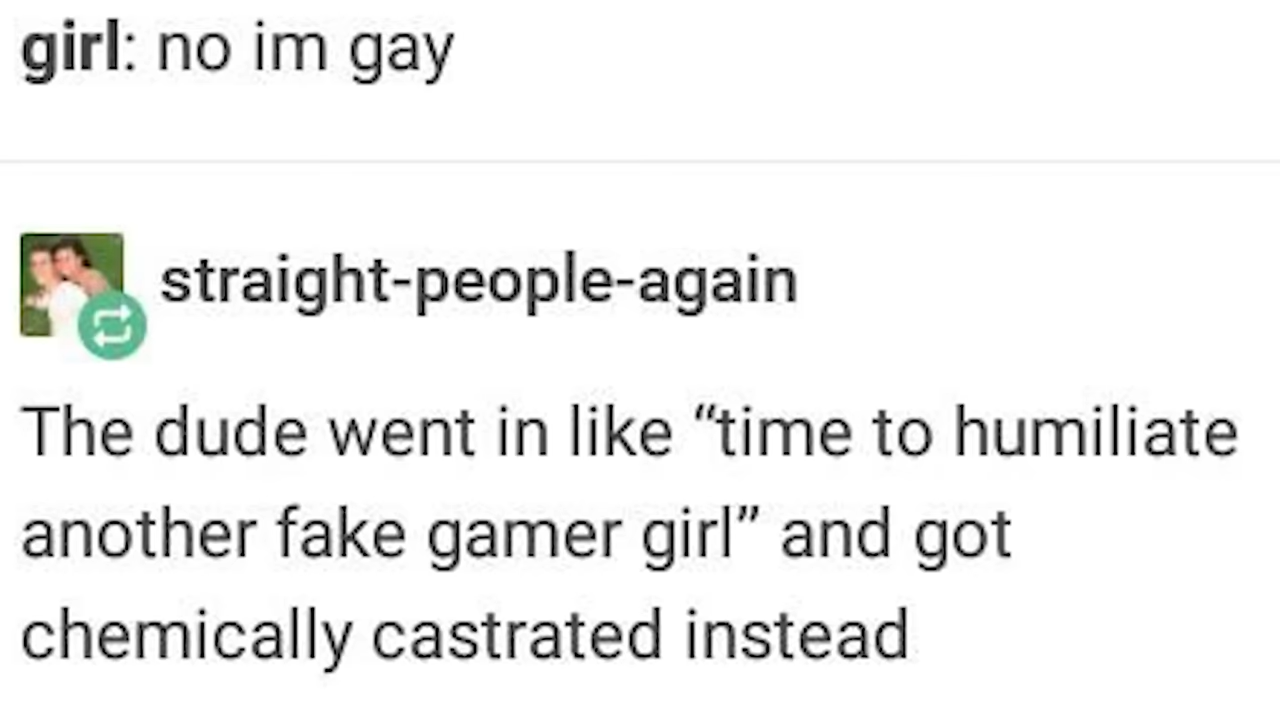 girl: no im gay
straight-people-again
The dude went in like “time to humiliate
another fake gamer girl” and got
chemically castrated instead